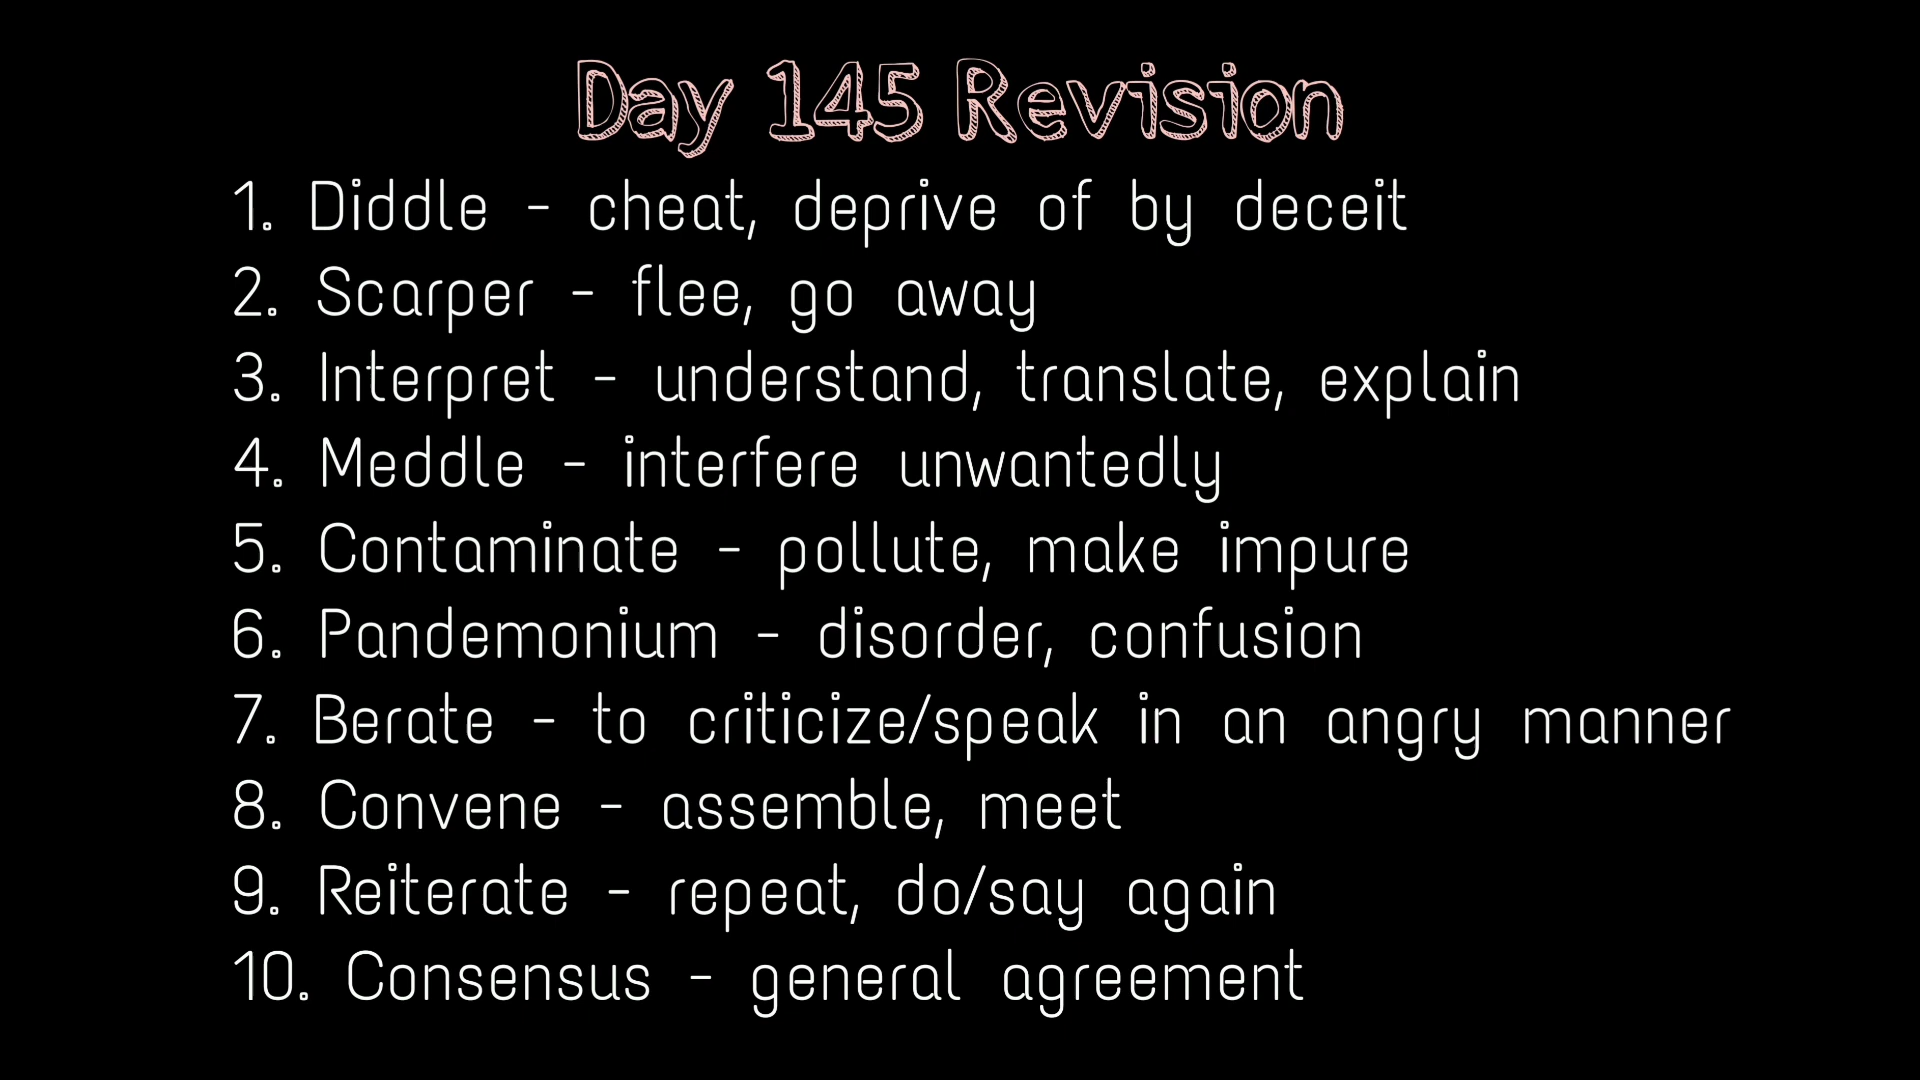 Day 145 Revision
1. Diddle - cheat, deprive of by deceit
2. Scarper - flee, go away
3. Interpret - understand, translate, explain
4. Meddle - interfere unwantedly
5. Contaminate - pollute, make impure
6. Pandemonium - disorder, confusion
7. Berate - to criticize/speak in an angry manner
8. Convene - assemble, meet
9. Reiterate - repeat, do/say again
10. Consensus - general agreement